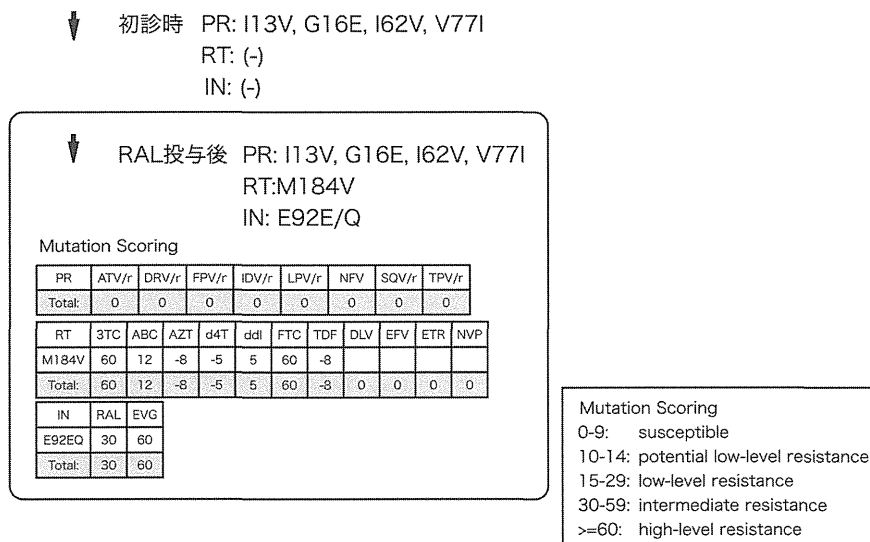 初診時 PR: I13V, G16E, I62V, V77I
RT: (-)
IN: (-)
RAL投与後 PR: I13V, G16E, I62V, V77I
RT:M184V
IN: E92E/Q
Mutation Scoring
PR ATV/r DRV/r FPV/r IDV/r LPV/r NFV SQV/r TPV/r
Total: 0 0 0 0 0 0 0 0
RT 3TC ABC AZT d4T ddI FTC TDF DLV EFV ETR NVP
M184V 60 12 -8 -5 5 60 -8
Total: 60 12 -8 -5 5 60 -8 0 0 0 0
IN RAL EVG
E92EQ 30 60
Total: 30 60
Mutation Scoring
0-9: susceptible
10-14: potential low-level resistance
15-29: low-level resistance
30-59: intermediate resistance
>=60: high-level resistance